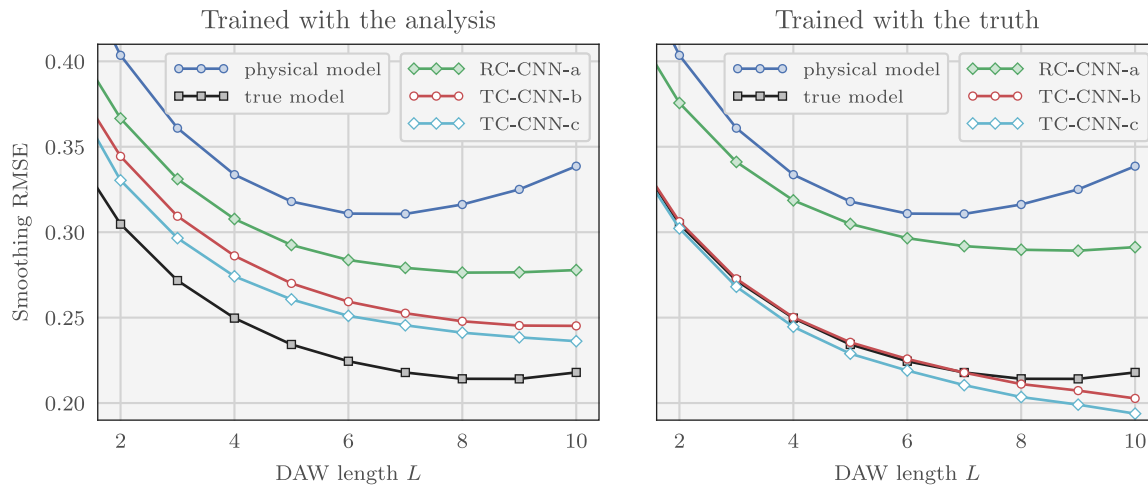 Trained with the analysis
Trained with the truth
0.40
0.35
0.30
0.25
0.20
Smoothing RMSE
physical model
true model
RC-CNN-a
TC-CNN-b
TC-CNN-c
physical model
true model
RC-CNN-a
TC-CNN-b
TC-CNN-c
2 4 6 8 10
2 4 6 8 10
DAW length L
DAW length L